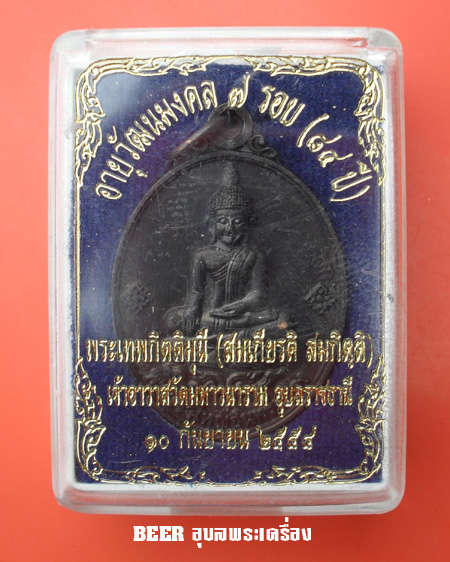 อายุวัฒนมงคล ๗ รอบ (๘๔ ปี)
พระเทพกิตติมุนี (สมเกียรติ สมกิตฺติ)
เจ้าอาวาสวัดมหาวนาราม อุบลราชธานี
๑๐ กันยายน ๒๕๕๔
BEER อุบลพระเครื่อง